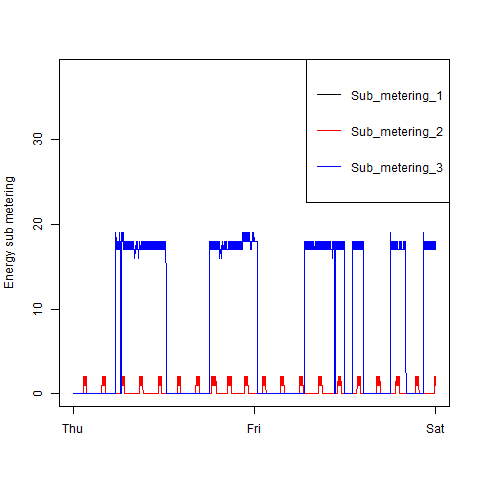 Sub_metering_1
Sub_metering_2
Sub_metering_3
Energy sub metering
30
20
10
0
Thu
Fri
Sat